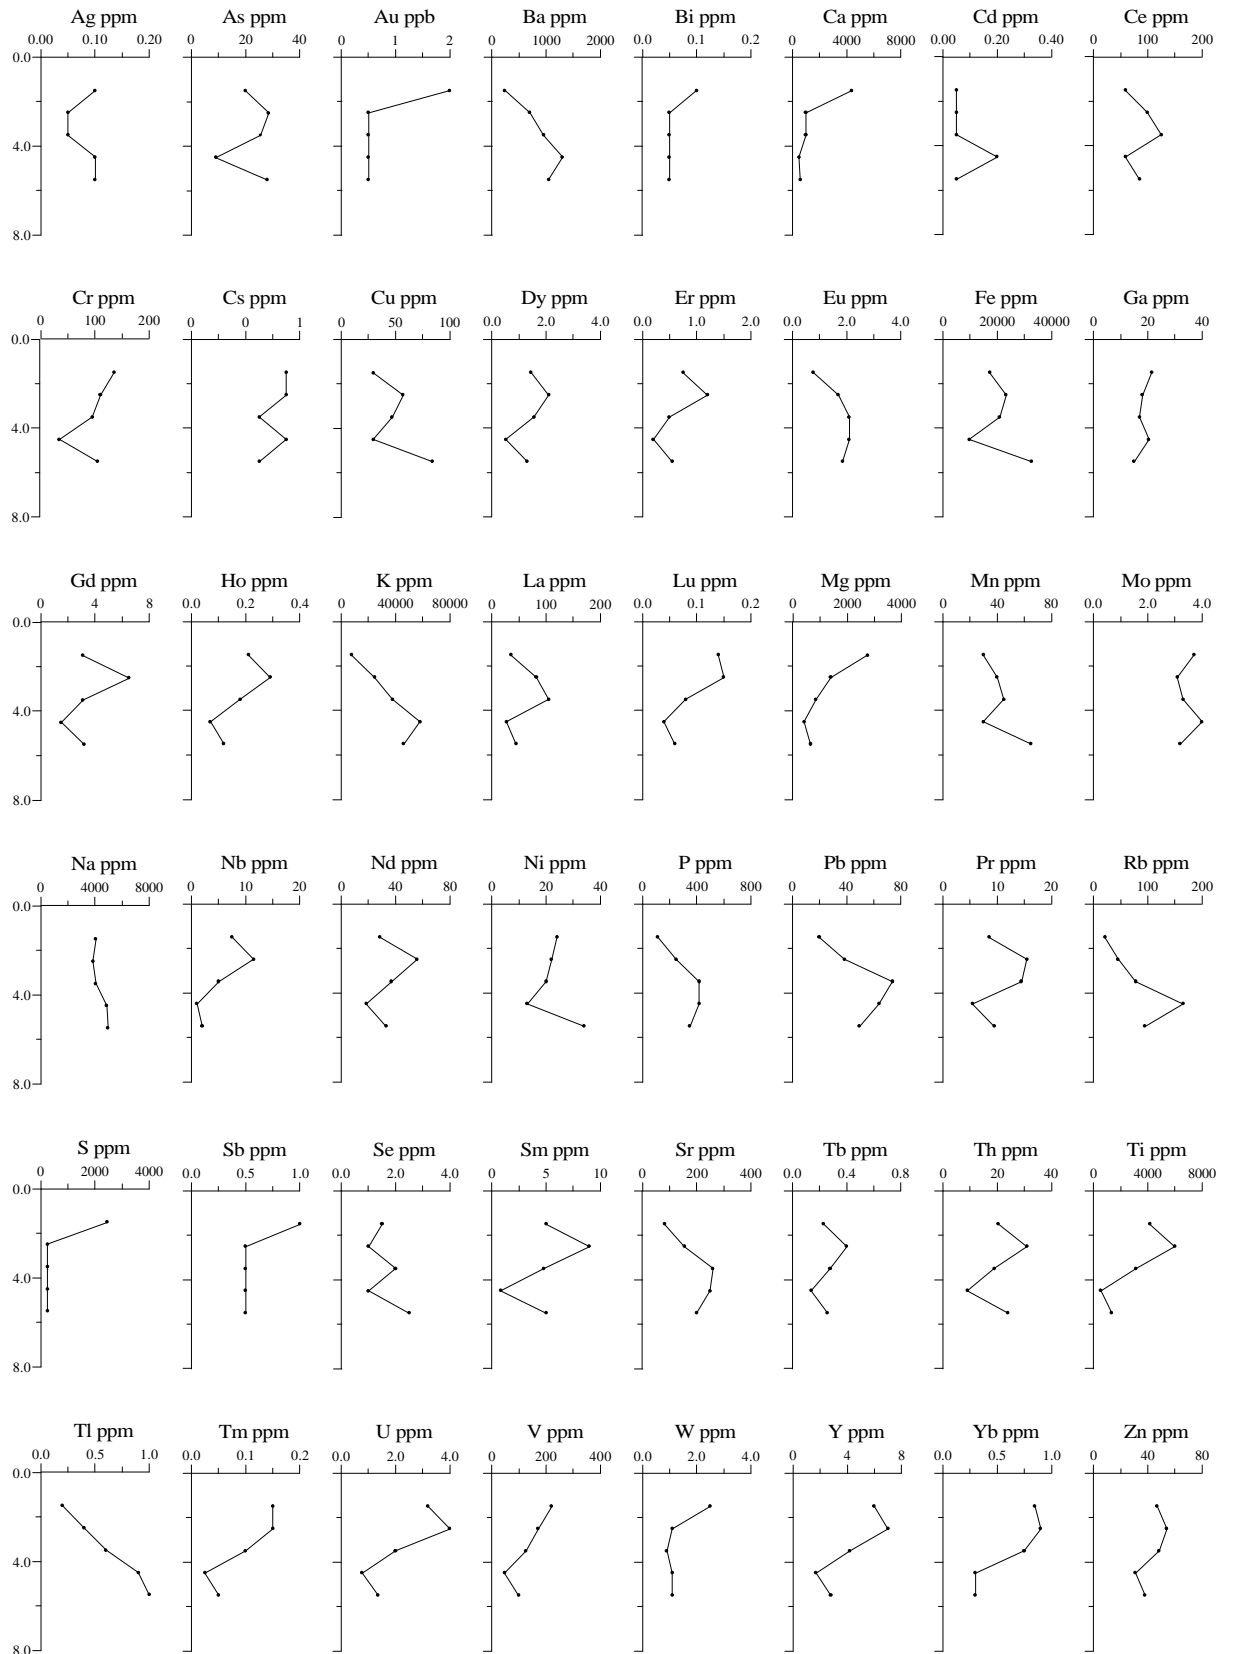 Ag ppm As ppm Au ppb Ba ppm Bi ppm Ca ppm Cd ppm Ce ppm
0.00 0.10 0.20 0 20 40 0 1 2 0 1000 2000 0.0 0.1 0.2 0 4000 8000 0.00 0.20 0.40 0 100 200
0.0
4.0
8.0
Cr ppm Cs ppm Cu ppm Dy ppm Er ppm Eu ppm Fe ppm Ga ppm
0 100 200 0 0 1 0 50 100 0.0 2.0 4.0 0.0 1.0 2.0 0.0 2.0 4.0 0 20000 40000 0 20 40
0.0
4.0
8.0
Gd ppm Ho ppm K ppm La ppm Lu ppm Mg ppm Mn ppm Mo ppm
0 4 8 0.0 0.2 0.4 0 40000 80000 0 100 200 0.0 0.1 0.2 0 2000 4000 0 40 80 0.0 2.0 4.0
0.0
4.0
8.0
Na ppm Nb ppm Nd ppm Ni ppm P ppm Pb ppm Pr ppm Rb ppm
0 4000 8000 0 10 20 0 40 80 0 20 40 0 400 800 0 40 80 0 10 20 0 100 200
0.0
4.0
8.0
S ppm Sb ppm Se ppm Sm ppm Sr ppm Tb ppm Th ppm Ti ppm
0 2000 4000 0.0 0.5 1.0 0.0 2.0 4.0 0 5 10 0 200 400 0.0 0.4 0.8 0 20 40 0 4000 8000
0.0
4.0
8.0
Tl ppm Tm ppm U ppm V ppm W ppm Y ppm Yb ppm Zn ppm
0.0 0.5 1.0 0.0 0.1 0.2 0.0 2.0 4.0 0 200 400 0.0 2.0 4.0 0 4 8 0.0 0.5 1.0 0 40 80
0.0
4.0
8.0